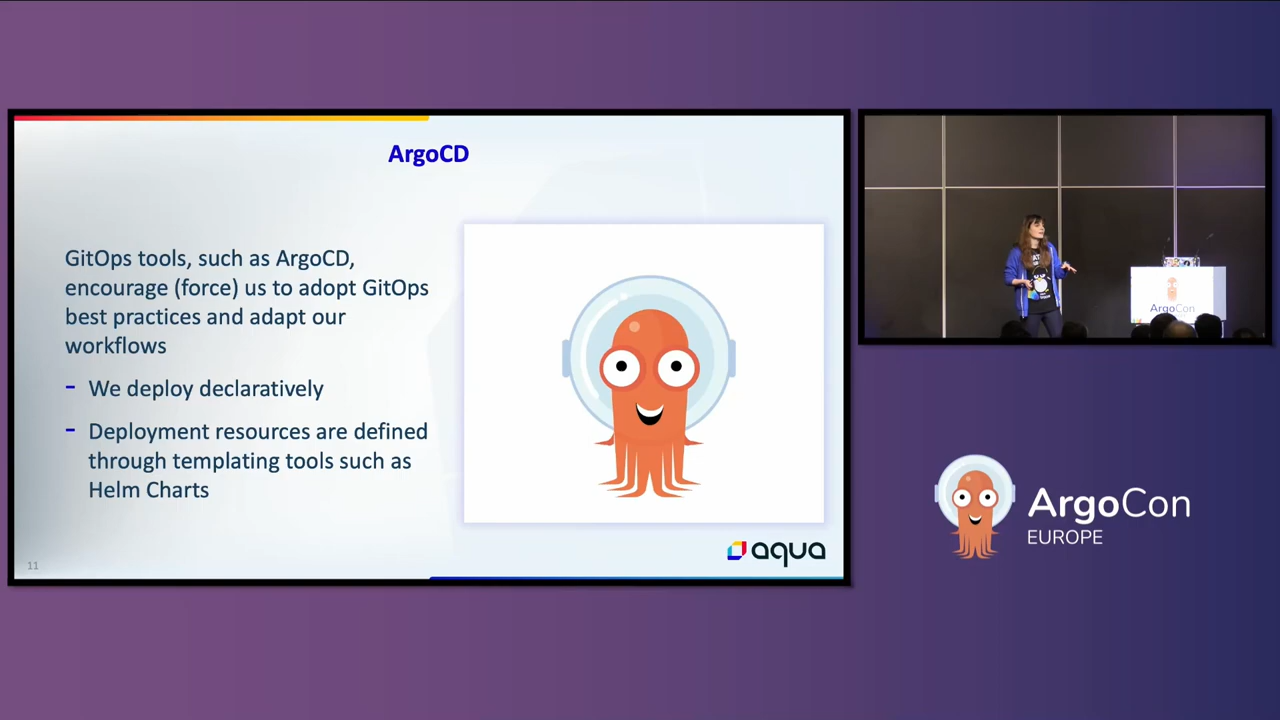 ArgoCD
GitOps tools, such as ArgoCD,
encourage (force) us to adopt GitOps
best practices and adapt our
workflows
- We deploy declaratively
- Deployment resources are defined
through templating tools such as
Helm Charts
11
aqua
ArgoCon
ArgoCon
EUROPE